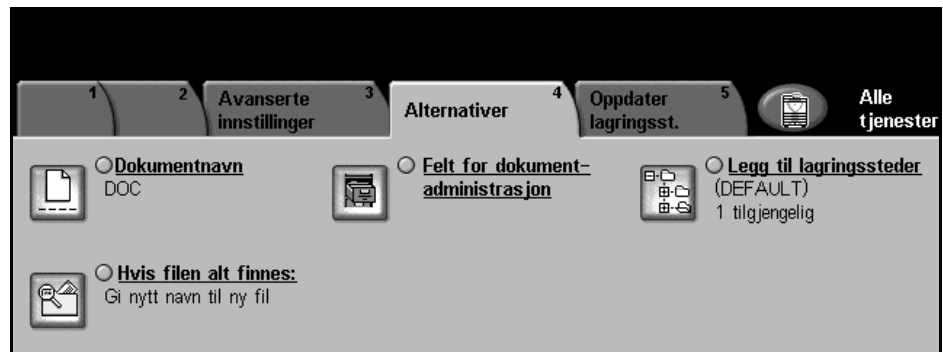 1
2
Avanserte 3
innstillinger
Alternativer 4
Oppdater 5
lagringsst.
Alle
tjenester
Dokumentnavn
DOC
Felt for dokument-
administrasjon
Legg til lagringssteder
(DEFAULT)
1 tilgjengelig
Hvis filen alt finnes:
Gi nytt navn til ny fil